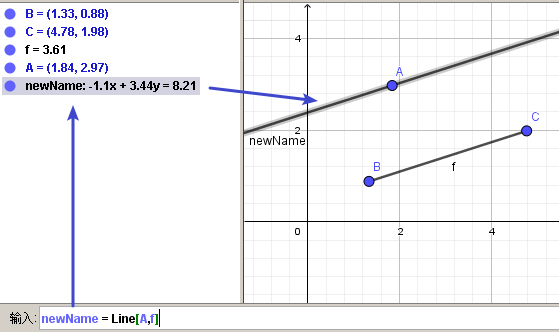 B = (1.33, 0.88)
C = (4.78, 1.98)
f = 3.61
A = (1.84, 2.97)
newName: -1.1x + 3.44y = 8.21
4
A
2
C
newName
B
f
0
2
4
输入: newName = Line[A,f]